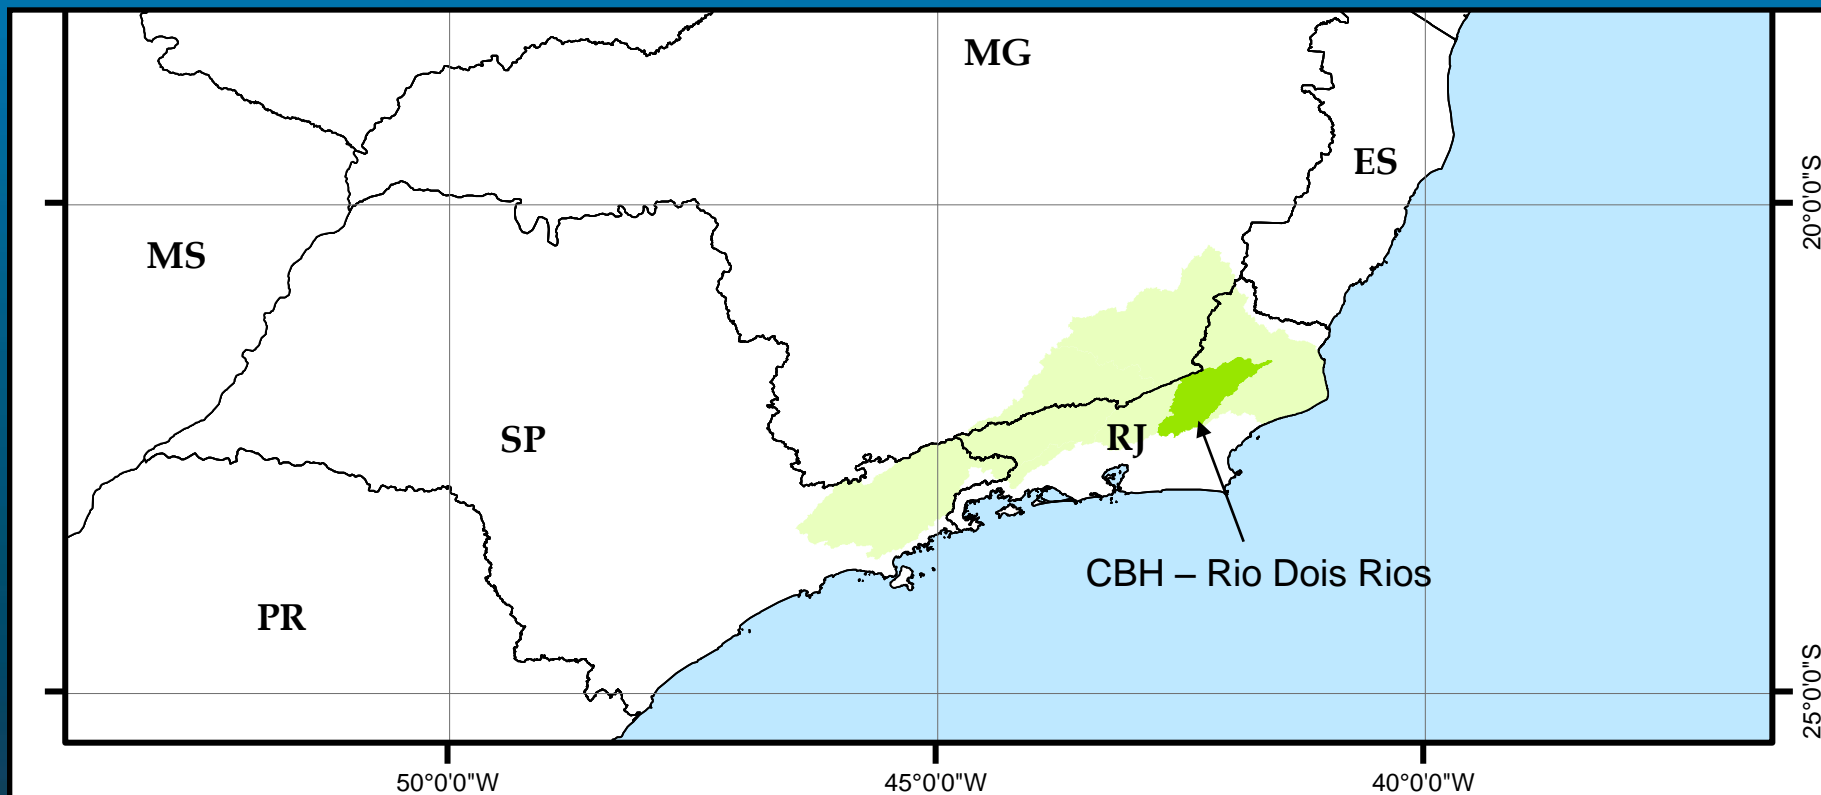 MG
ES
20°0'0"S
MS
SP
RJ
CBH – Rio Dois Rios
PR
25°0'0"S
50°0'0"W
45°0'0"W
40°0'0"W